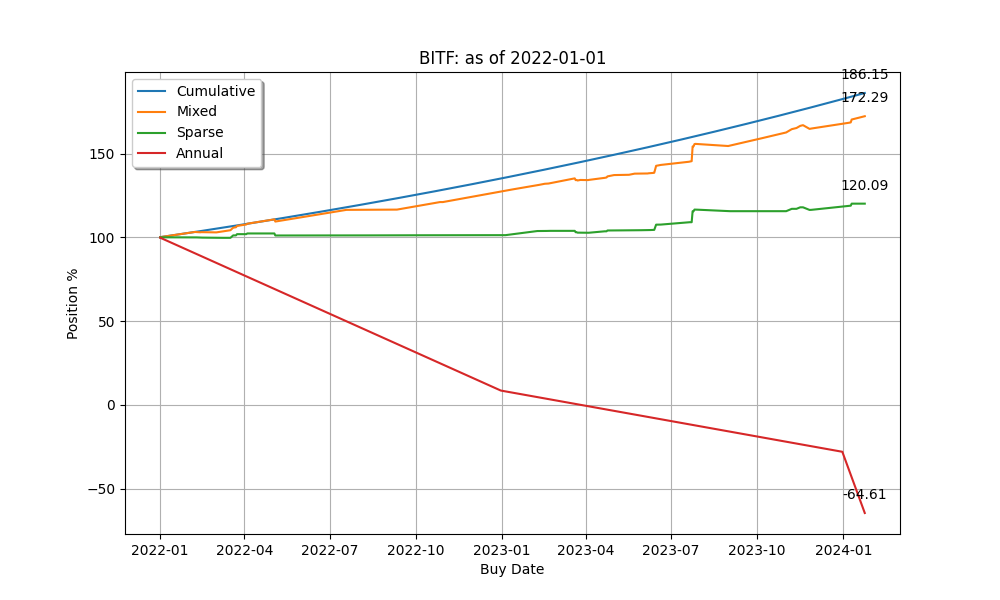 BITF: as of 2022-01-01
186.15
172.29
120.09
-64.61
Cumulative
Mixed
Sparse
Annual
Position %
150
100
50
0
−50
2022-01 2022-04 2022-07 2022-10 2023-01 2023-04 2023-07 2023-10 2024-01
Buy Date